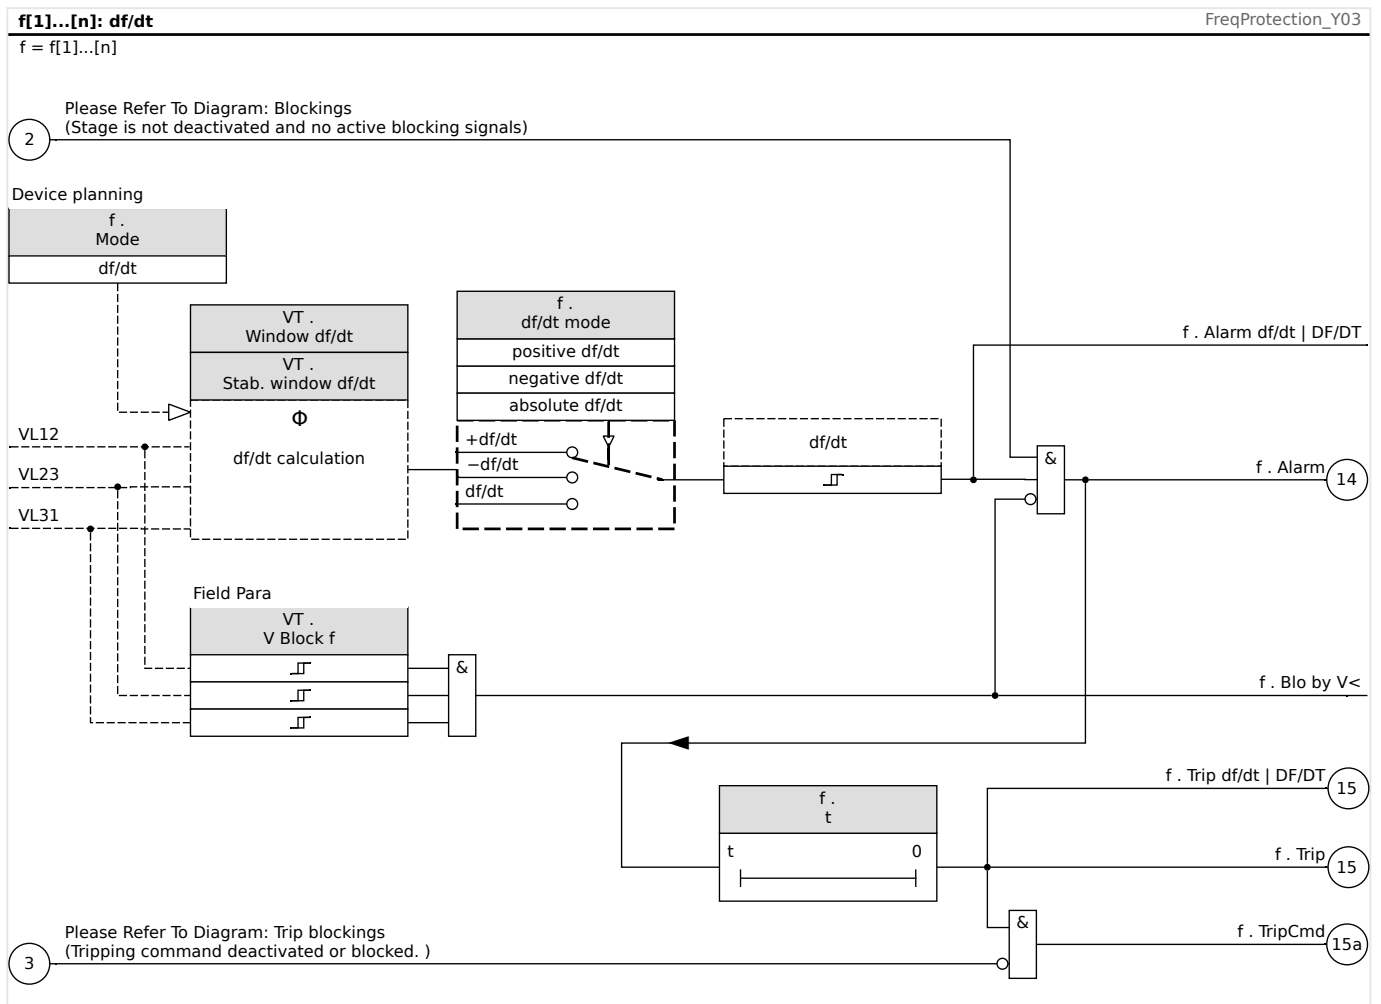 f[1]...[n]: df/dt
FreqProtection_Y03
f = f[1]...[n]
Please Refer To Diagram: Blockings
(Stage is not deactivated and no active blocking signals)
2
Device planning
f .
Mode
df/dt
VT .
Window df/dt
VT .
Stab. window df/dt
Φ
df/dt calculation
f .
df/dt mode
positive df/dt
negative df/dt
absolute df/dt
+df/dt
−df/dt
df/dt
df/dt
f . Alarm df/dt | DF/DT
VL12
VL23
VL31
&
f . Alarm
14
Field Para
VT .
V Block f
&
f . Blo by V<
f . Trip df/dt | DF/DT
15
f .
t
t
0
f . Trip
15
Please Refer To Diagram: Trip blockings
(Tripping command deactivated or blocked. )
3
&
f . TripCmd
15a